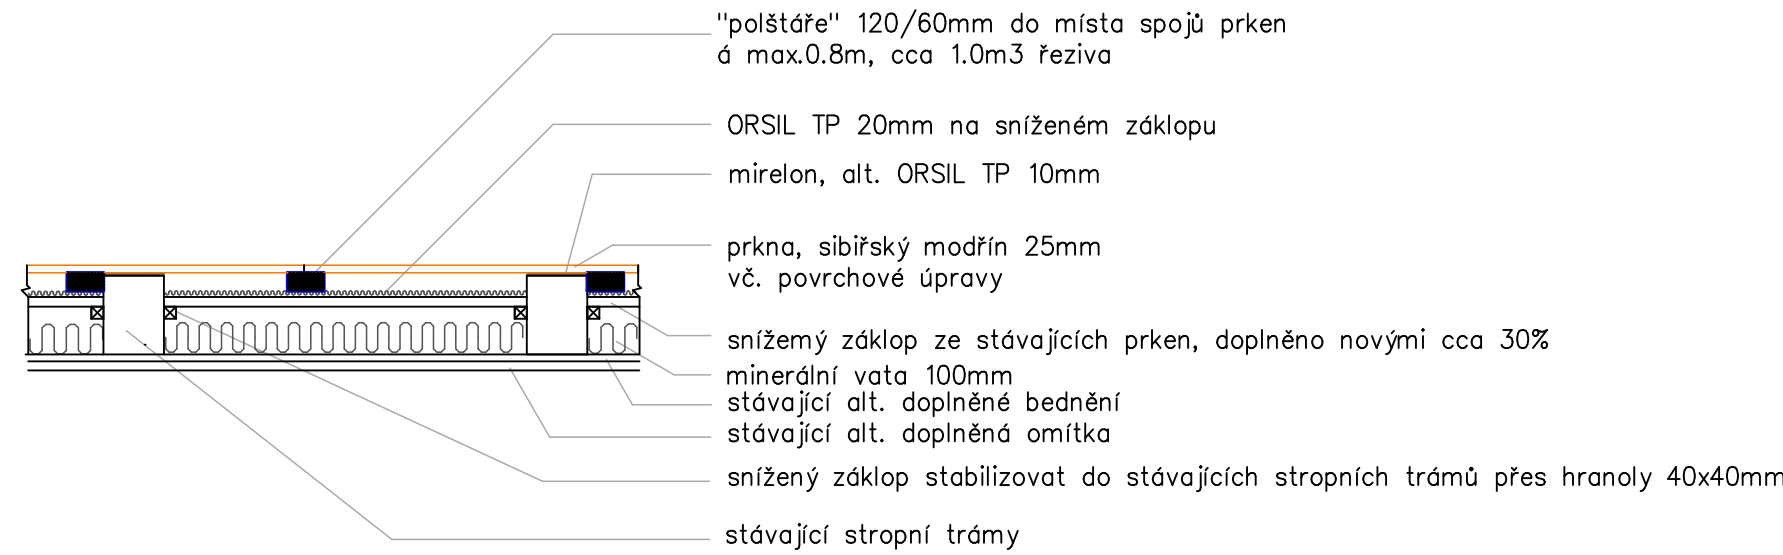 "polštáře" 120/60mm do místa spojů prken
á max.0.8m, cca 1.0m3 řeziva
ORSIL TP 20mm na sníženém záklopu
mirelon, alt. ORSIL TP 10mm
prkna, sibiřský modřín 25mm
vč. povrchové úpravy
snížemý záklop ze stávajících prken, doplněno novými cca 30%
minerální vata 100mm
stávající alt. doplněné bednění
stávající alt. doplněná omítka
snížený záklop stabilizovat do stávajících stropních trámů přes hranoly 40x40mm
stávající stropní trámy